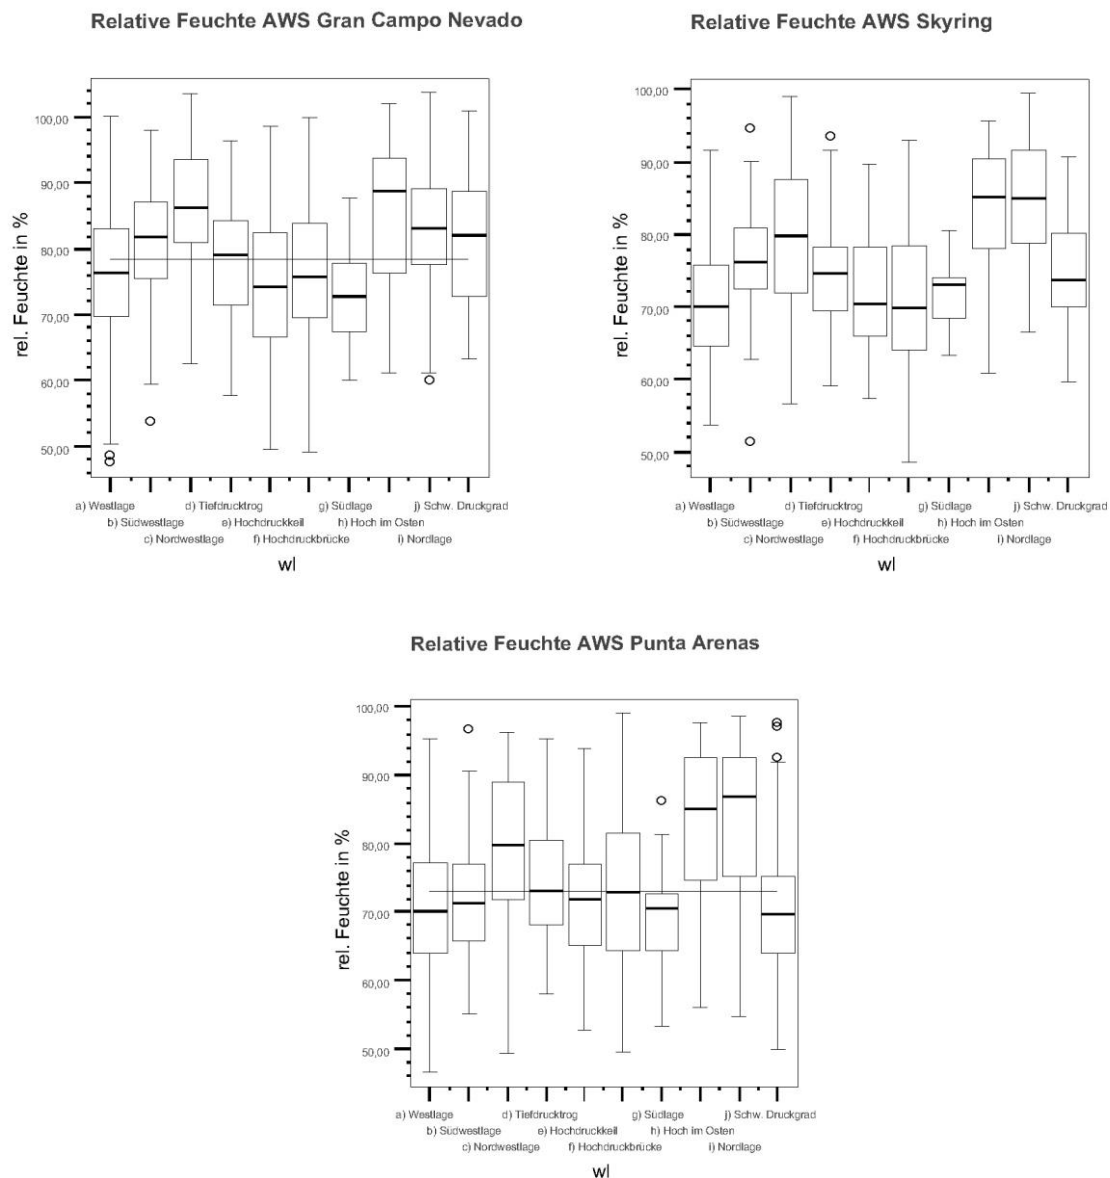 Relative Feuchte AWS Gran Campo Nevado
rel. Feuchte in %
100,00
90,00
80,00
70,00
60,00
50,00
a) Westlage
b) Südwestlage
c) Nordwestlage
d) Tiefdrucktrog
e) Hochdruckkeil
f) Hochdruckbrücke
g) Südlage
h) Hoch im Osten
i) Nordlage
j) Schw. Druckgrad
wl
Relative Feuchte AWS Skyring
rel. Feuchte in %
100,00
90,00
80,00
70,00
60,00
50,00
a) Westlage
b) Südwestlage
c) Nordwestlage
d) Tiefdrucktrog
e) Hochdruckkeil
f) Hochdruckbrücke
g) Südlage
h) Hoch im Osten
i) Nordlage
j) Schw. Druckgrad
wl
Relative Feuchte AWS Punta Arenas
rel. Feuchte in %
100,00
90,00
80,00
70,00
60,00
50,00
a) Westlage
b) Südwestlage
c) Nordwestlage
d) Tiefdrucktrog
e) Hochdruckkeil
f) Hochdruckbrücke
g) Südlage
h) Hoch im Osten
i) Nordlage
j) Schw. Druckgrad
wl